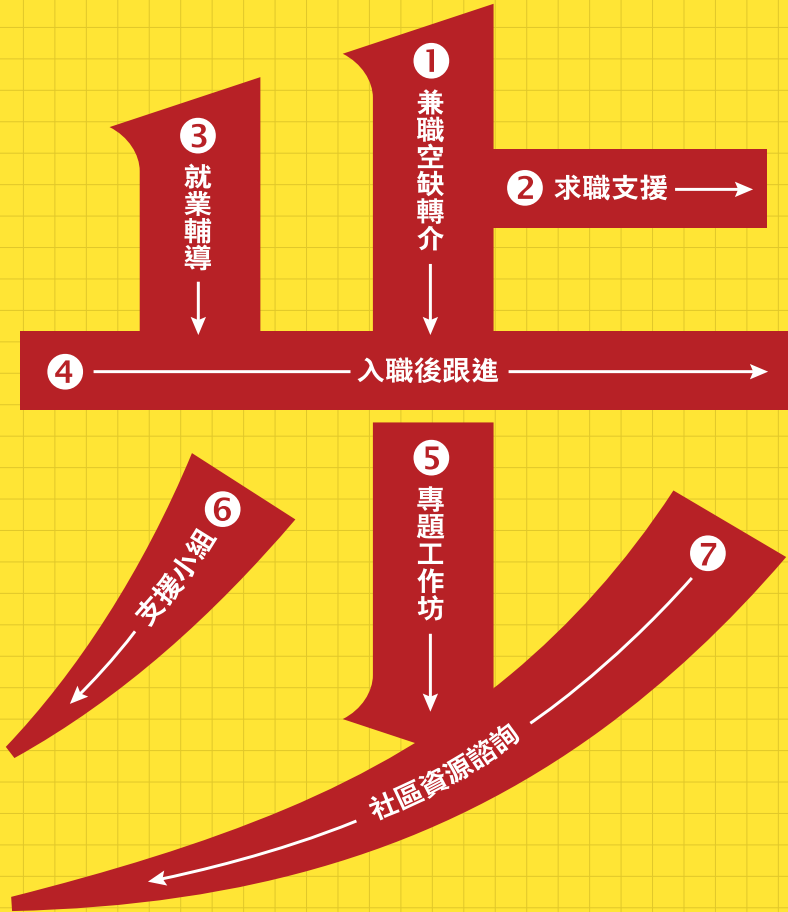 1 兼職空缺轉介
2 求職支援
3 就業輔導
4 入職後跟進
5 專題工作坊
6 支援小組
7 社區資源諮詢